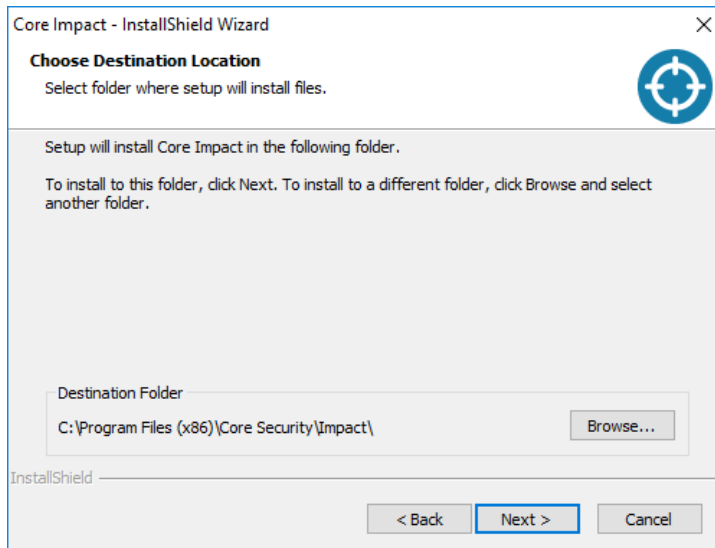 Core Impact - InstallShield Wizard
Choose Destination Location
Select folder where setup will install files.
Setup will install Core Impact in the following folder.
To install to this folder, click Next. To install to a different folder, click Browse and select
another folder.
Destination Folder
C:\Program Files (x86)\Core Security\Impact\
Browse...
InstallShield
< Back
Next >
Cancel